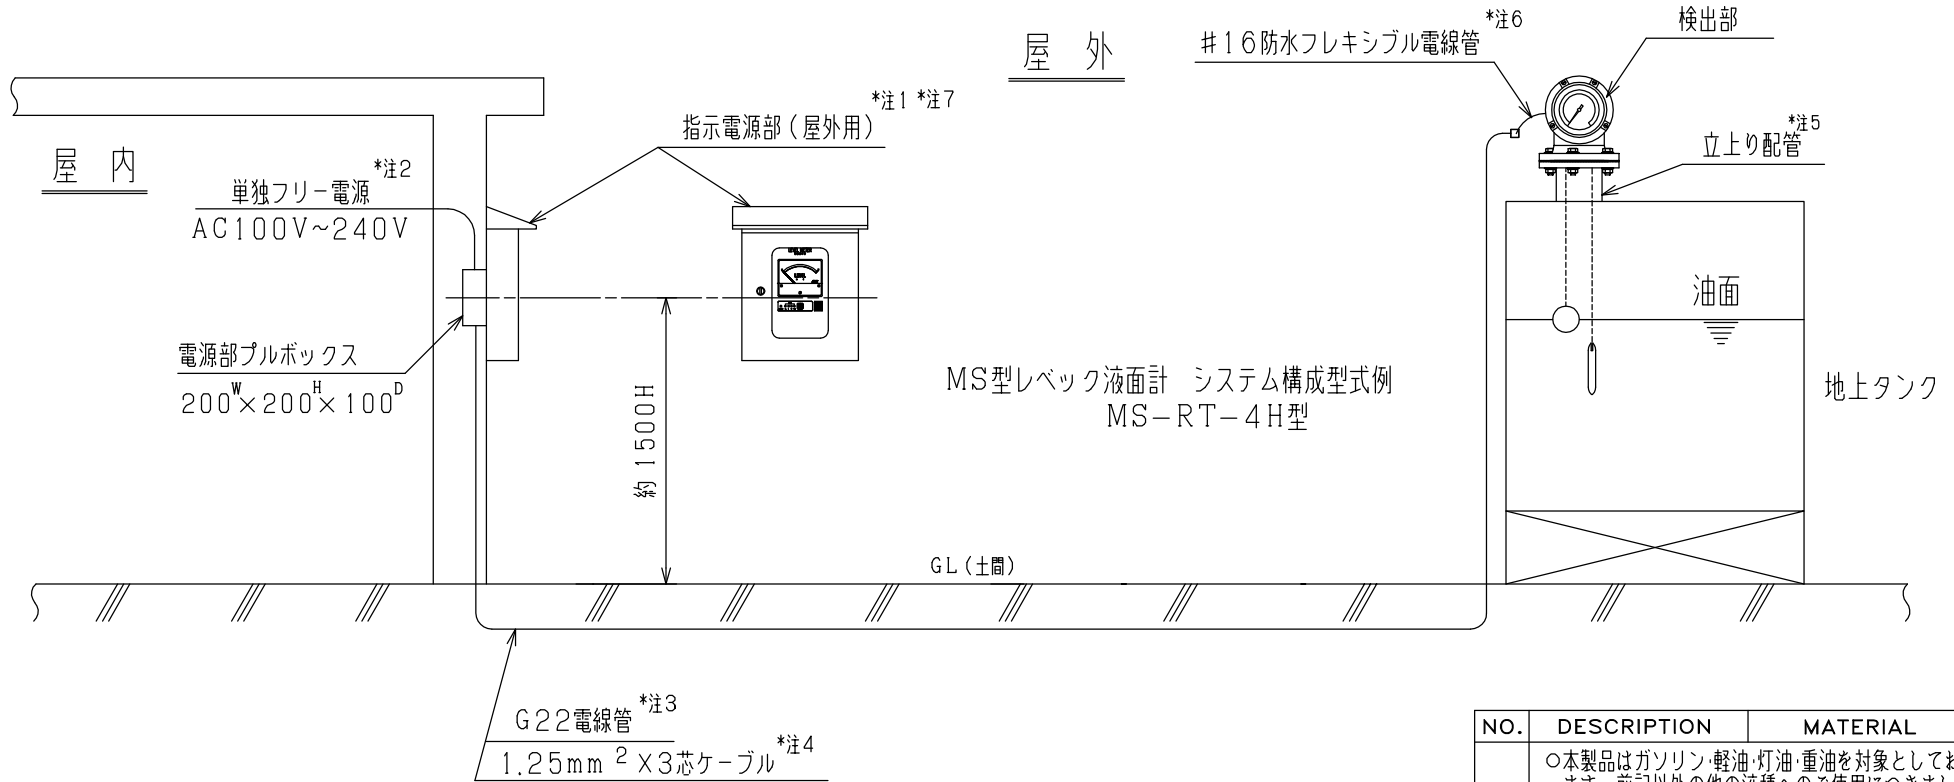 屋 外
*注6
#16防水フレキシブル電線管
検出部
*注1 *注7
指示電源部(屋外用)
*注5
立上り配管
屋 内
*注2
単独フリー電源
AC100V~240V
油面
電源部プルボックス
200W×200H×100D
約1500H
MS型レベック液面計 システム構成型式例
MS-RT-4H型
地上タンク
GL(土間)
G22電線管 *注3
1.25mm2×3芯ケーブル *注4
NO. DESCRIPTION MATERIAL
○本製品はガソリン・軽油・灯油・重油を対象としてお